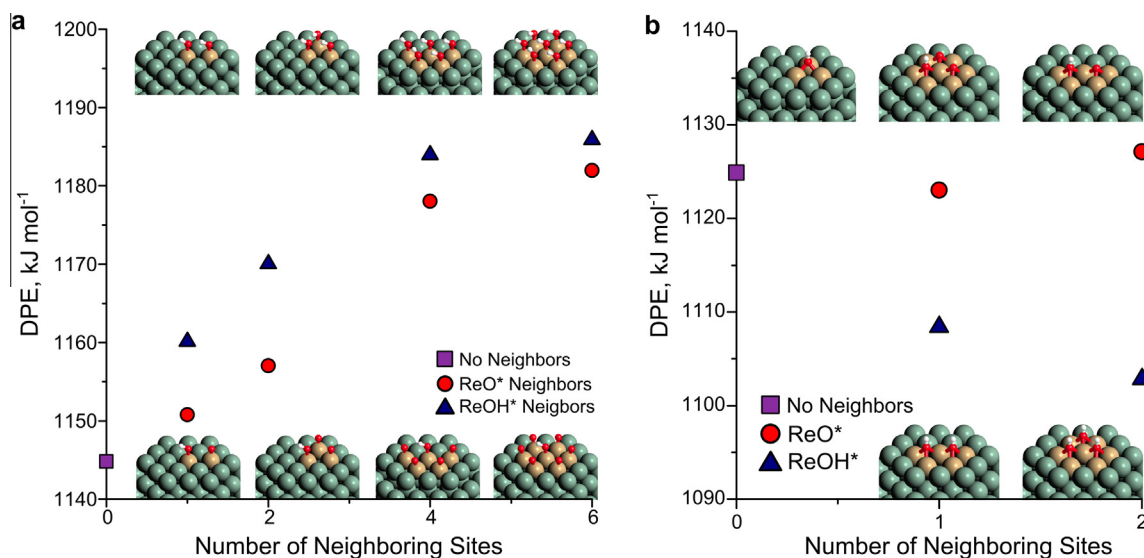 a
1200
1190
1180
1170
1160
1150
1140
DPE, kJ mol-1
0
2
4
6
Number of Neighboring Sites
No Neighbors
ReO* Neighbors
ReOH* Neigbors
b
1140
1130
1120
1110
1100
1090
DPE, kJ mol-1
0
1
2
Number of Neighboring Sites
No Neighbors
ReO*
ReOH*